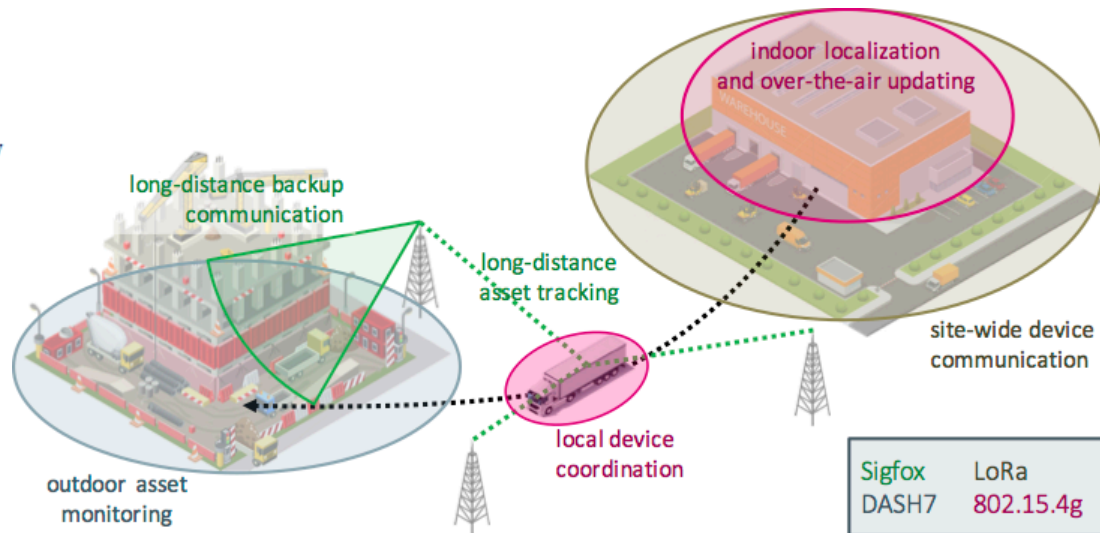 indoor localization
and over-the-air updating
WAREHOUSE
long-distance backup
communication
long-distance
asset tracking
site-wide device
communication
local device
coordination
outdoor asset
monitoring
Sigfox LoRa
DASH7 802.15.4g